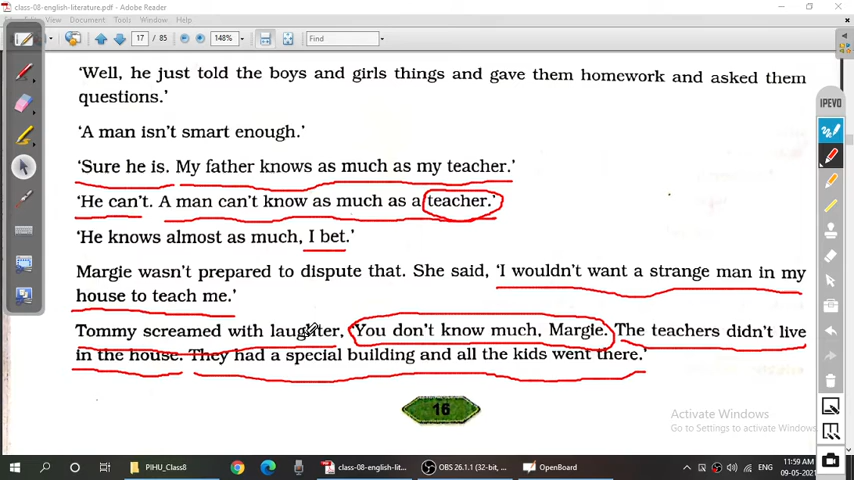 class-08-english-literature.pdf - Adobe Reader
File Edit View Document Tools Window Help
17 / 85 148% Find
‘Well, he just told the boys and girls things and gave them homework and asked them
questions.’
‘A man isn’t smart enough.’
‘Sure he is. My father knows as much as my teacher.’
‘He can’t. A man can’t know as much as a teacher.’
‘He knows almost as much, I bet.’
Margie wasn’t prepared to dispute that. She said, ‘I wouldn’t want a strange man in my
house to teach me.’
Tommy screamed with laughter, ‘You don’t know much, Margie. The teachers didn’t live
in the house. They had a special building and all the kids went there.’
16
IPEVO
Activate Windows
Go to Settings to activate Windows.
PIHU_Class8
class-08-english-lit...
OBS 26.1.1 (32-bit, ...
OpenBoard
ENG
11:59 AM